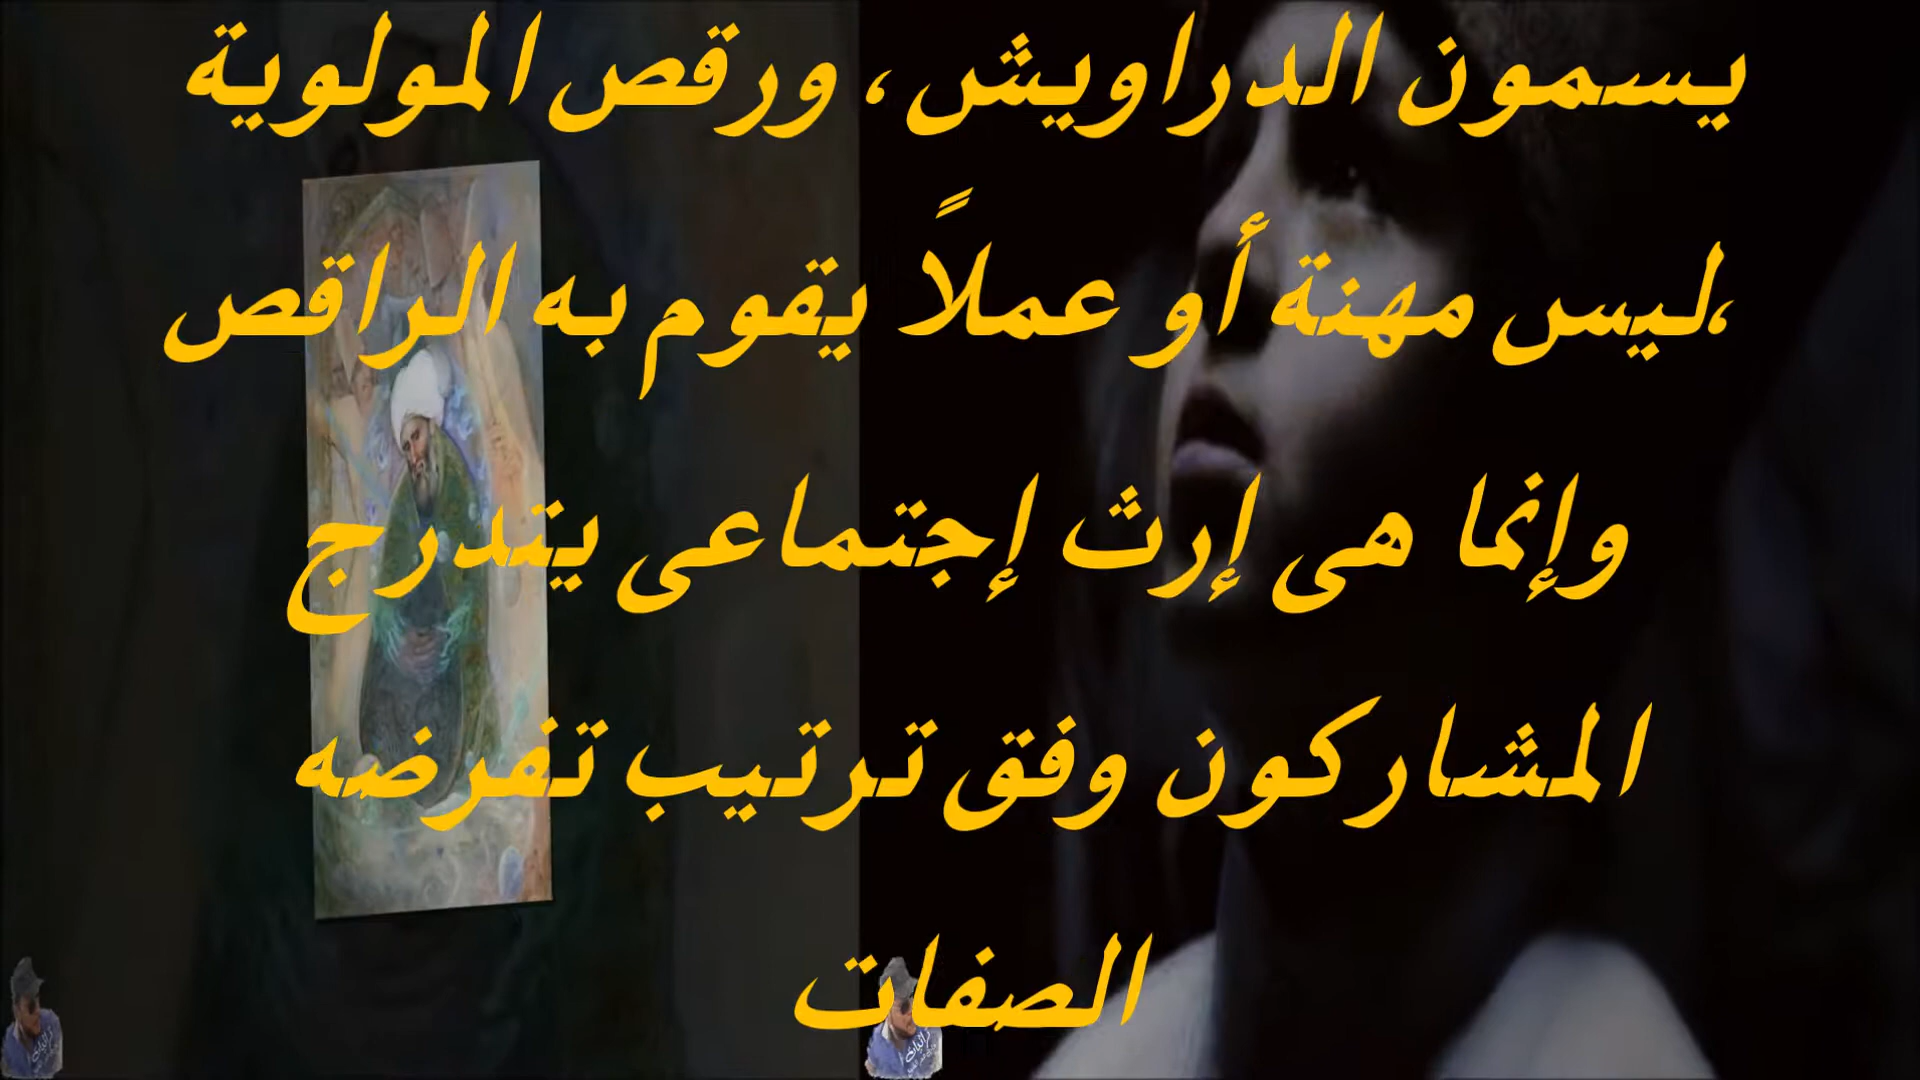 يسمون الدراويش، ورقص المولوية
،ليس مهنة أو عملاً يقوم به الراقص
وإنما هى إرث إجتماعى يتدرج
المشاركون وفق ترتيب تفرضه
الصفات